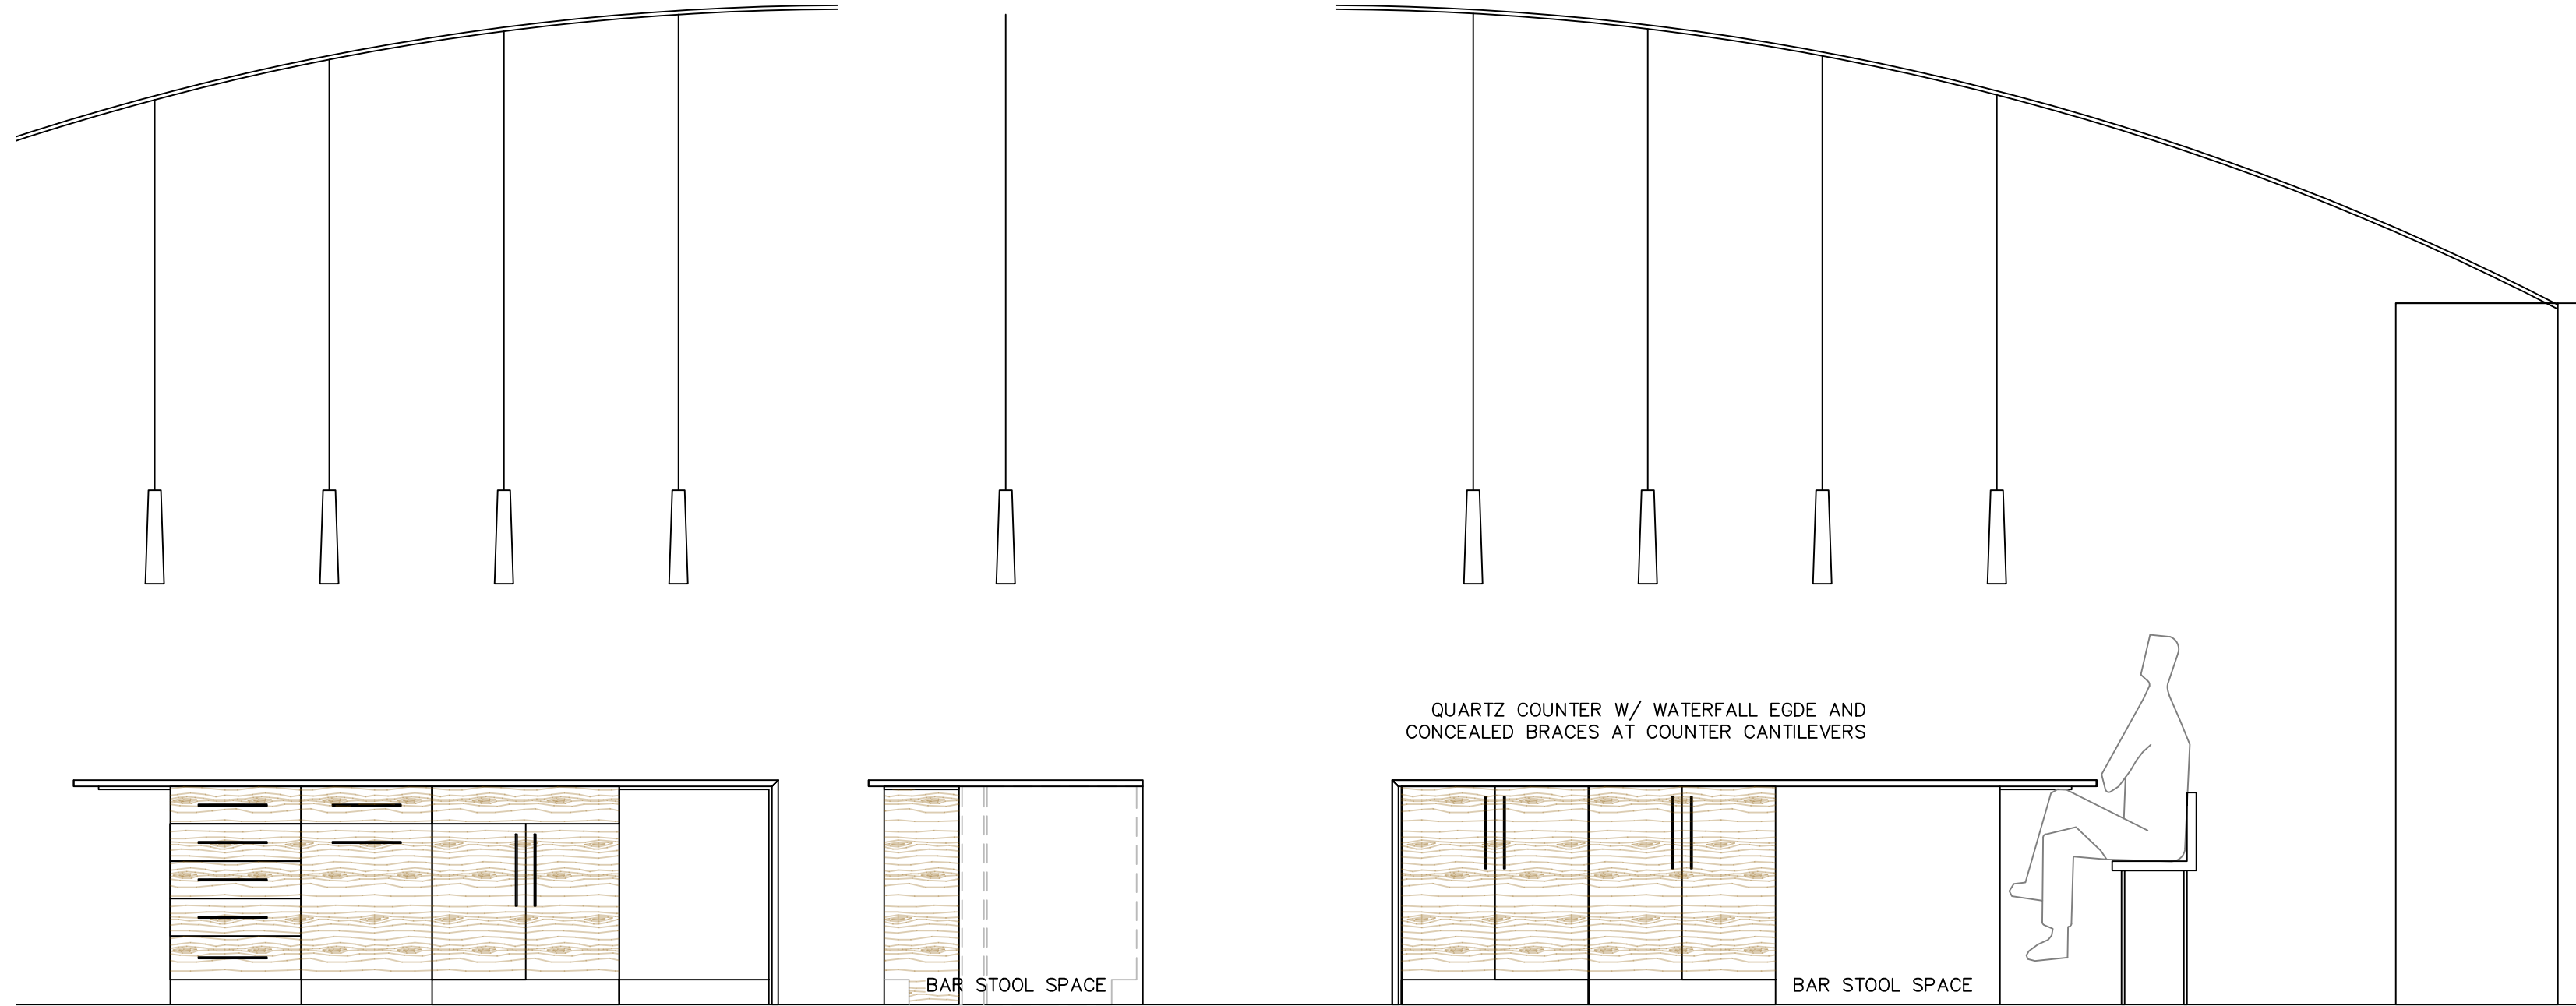 QUARTZ COUNTER W/ WATERFALL EGDE AND
CONCEALED BRACES AT COUNTER CANTILEVERS
BAR STOOL SPACE
BAR STOOL SPACE